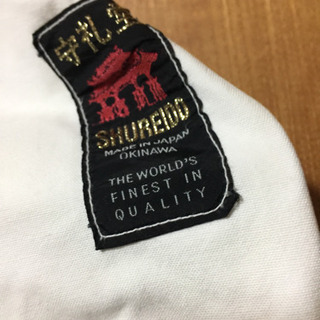 守礼堂
SHUREIDO
MADE IN JAPAN
OKINAWA
THE WORLD'S
FINEST IN
QUALITY